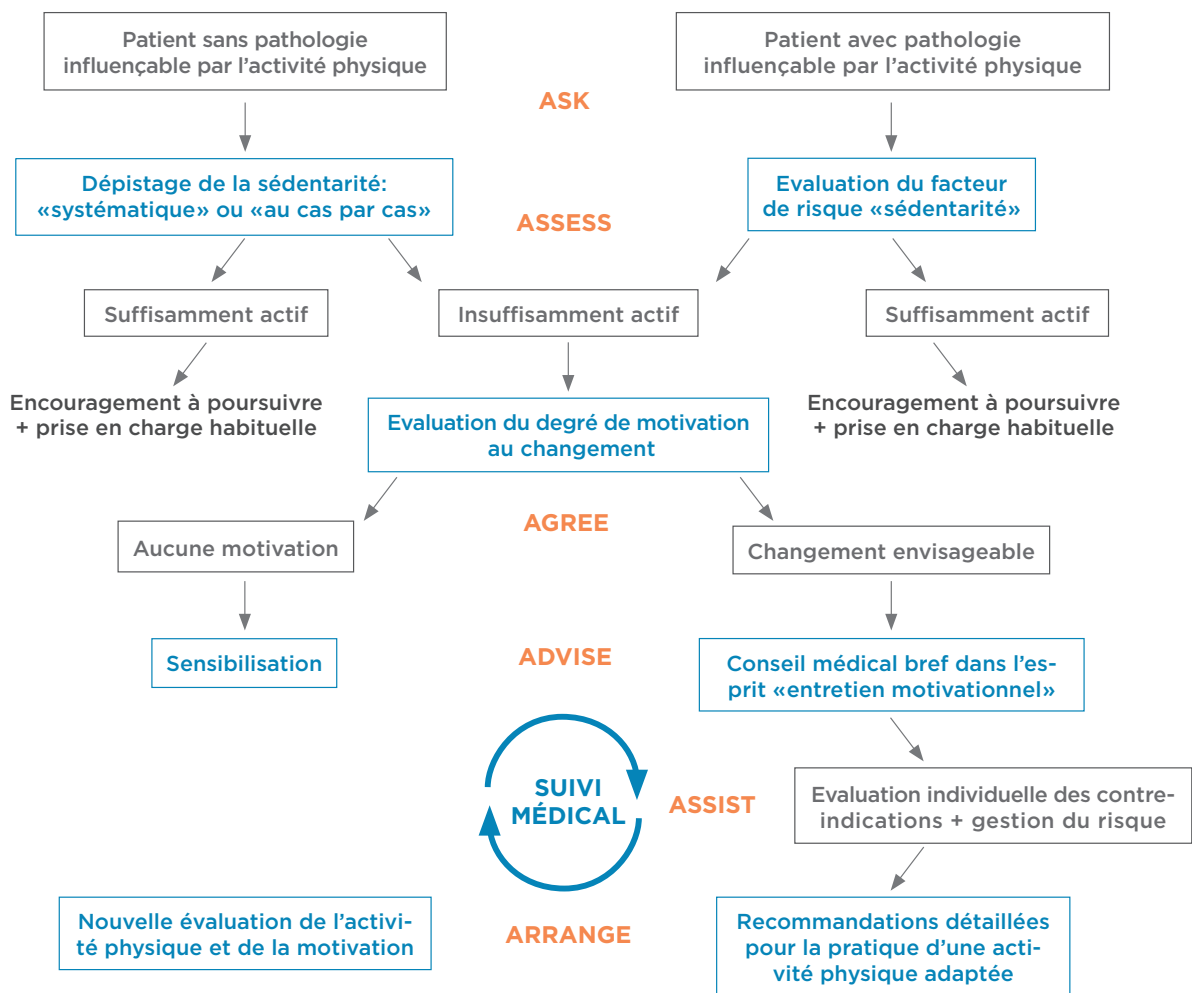 Patient sans pathologie
influençable par l’activité physique
Patient avec pathologie
influençable par l’activité physique
ASK
Dépistage de la sédentarité:
«systématique» ou «au cas par cas»
Evaluation du facteur
de risque «sédentarité»
ASSESS
Suffisamment actif
Insuffisamment actif
Suffisamment actif
Encouragement à poursuivre
+ prise en charge habituelle
Evaluation du degré de motivation
au changement
Encouragement à poursuivre
+ prise en charge habituelle
AGREE
Aucune motivation
Changement envisageable
Sensibilisation
ADVISE
Conseil médical bref dans l’es-
prit «entretien motivationnel»
SUIVI
MÉDICAL
ASSIST
Evaluation individuelle des contre-
indications + gestion du risque
Nouvelle évaluation de l’activi-
té physique et de la motivation
ARRANGE
Recommandations détaillées
pour la pratique d’une acti-
vité physique adaptée